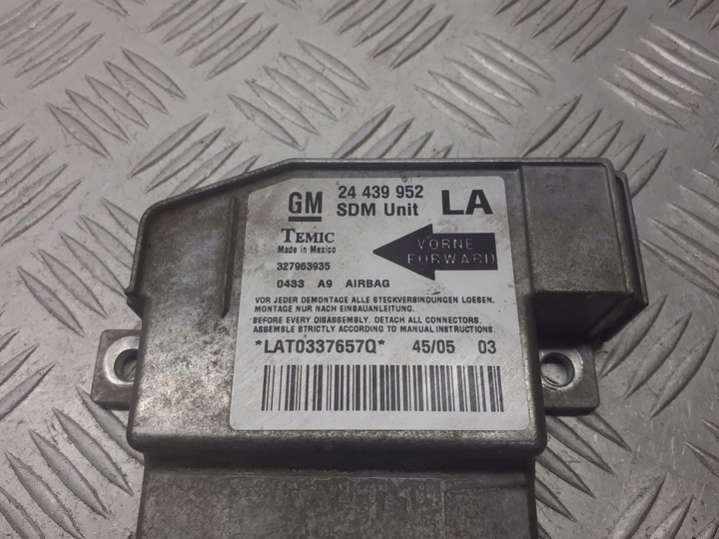 GM 24 439 952 LA
SDM Unit
TEMIC
Made in Mexico
VORNE
FORWARD
327963935
0433 A9 AIRBAG
VOR JEDER DEMONTAGE ALLE STECKVERBINDUNGEN LOESEN.
MONTAGE NUR NACH EINBAUANLEITUNG.
BEFORE EVERY DISASSEMBLY, DETACH ALL CONNECTORS.
ASSEMBLE STRICTLY ACCORDING TO MANUAL INSTRUCTIONS.
*LAT0337657Q* 45/05 03